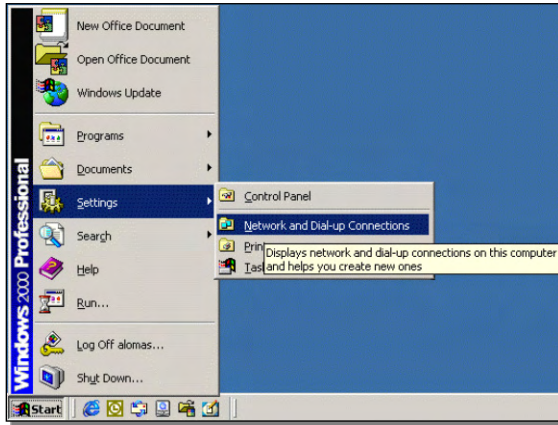 New Office Document
Open Office Document
Windows Update
Programs
Documents
Settings
Search
Help
Run...
Log Off alomas...
Shut Down...
Windows 2000 Professional
Control Panel
Network and Dial-up Connections
Prin
Task
Displays network and dial-up connections on this computer
and helps you create new ones
Start